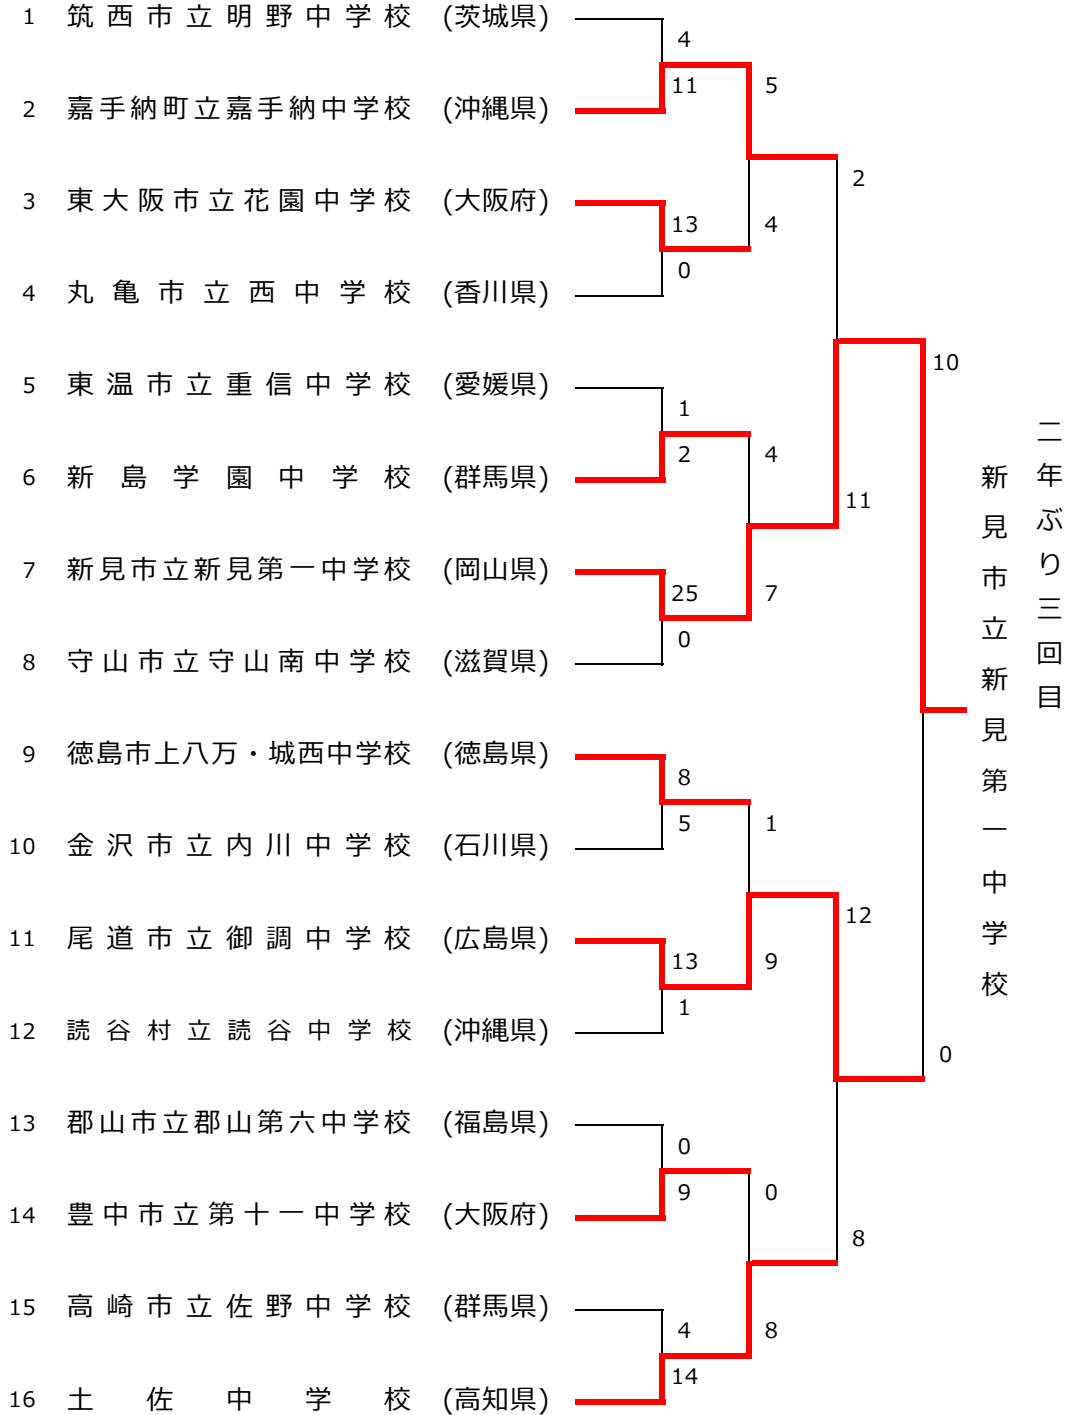 1 筑西市立明野中学校 (茨城県)
2 嘉手納町立嘉手納中学校 (沖縄県)
3 東大阪市立花園中学校 (大阪府)
4 丸亀市立西中学校 (香川県)
5 東温市立重信中学校 (愛媛県)
6 新島学園中学校 (群馬県)
7 新見市立新見第一中学校 (岡山県)
8 守山市立守山南中学校 (滋賀県)
9 徳島市上八万・城西中学校 (徳島県)
10 金沢市立内川中学校 (石川県)
11 尾道市立御調中学校 (広島県)
12 読谷村立読谷中学校 (沖縄県)
13 郡山市立郡山第六中学校 (福島県)
14 豊中市立第十一中学校 (大阪府)
15 高崎市立佐野中学校 (群馬県)
16 土佐中学校 (高知県)
4
11
13
0
1
2
25
0
8
5
13
1
0
9
4
14
5
4
4
7
1
9
0
8
2
11
12
8
10
0
二年ぶり三回目
新見市立新見第一中学校